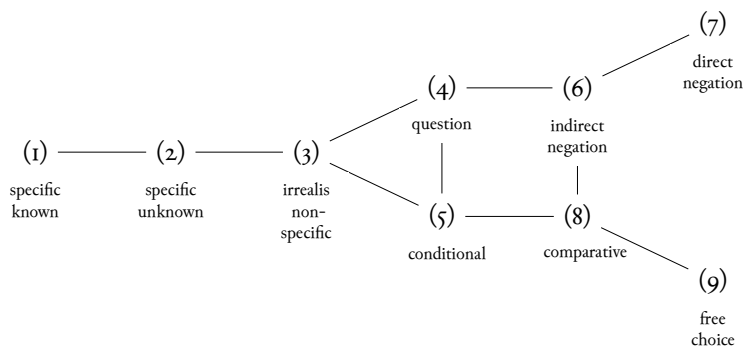 (7)
direct
negation
(4)
question
(6)
indirect
negation
(1)
specific
known
(2)
specific
unknown
(3)
irrealis
non-
specific
(5)
conditional
(8)
comparative
(9)
free
choice